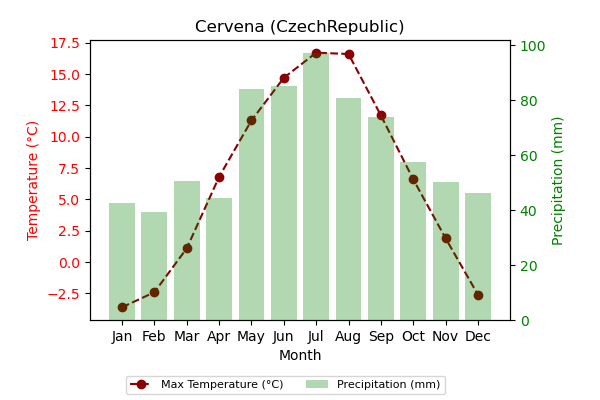 Cervena (CzechRepublic)
17.5
15.0
12.5
10.0
7.5
5.0
2.5
0.0
−2.5
Temperature (°C)
100
80
60
40
20
0
Precipitation (mm)
Jan Feb Mar Apr May Jun Jul Aug Sep Oct Nov Dec
Month
Max Temperature (°C) Precipitation (mm)